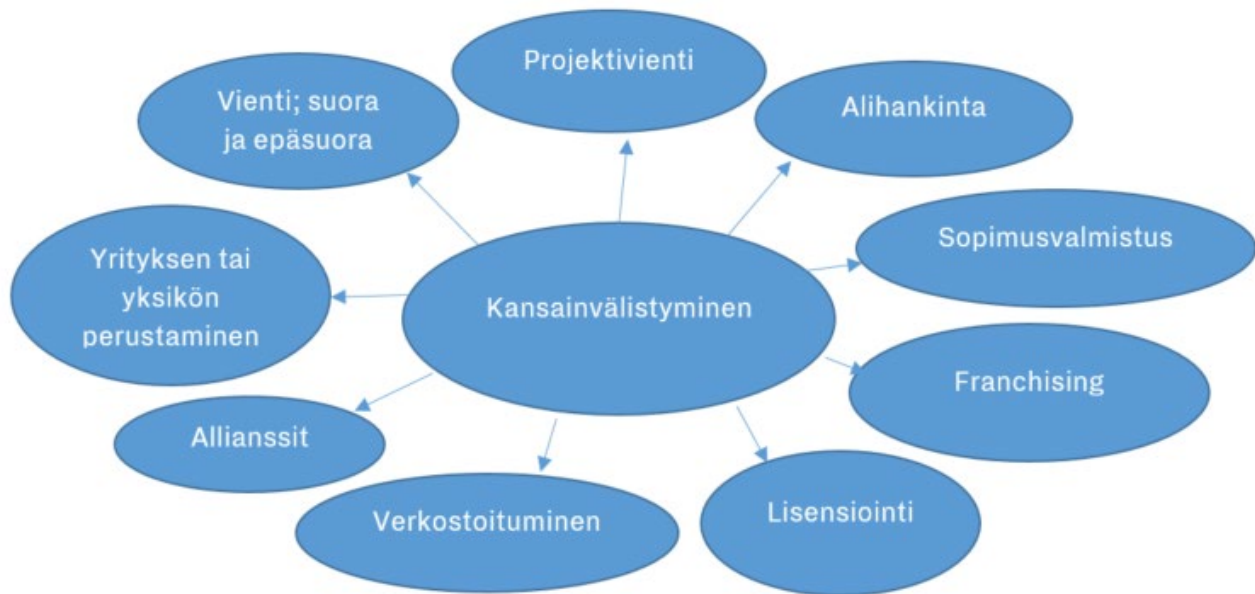 Projektivienti
Vienti; suora
ja epäsuora
Alihankinta
Sopimusvalmistus
Yrityksen tai
yksikön
perustaminen
Kansainvälistyminen
Franchising
Allianssit
Verkostoituminen
Lisensiointi